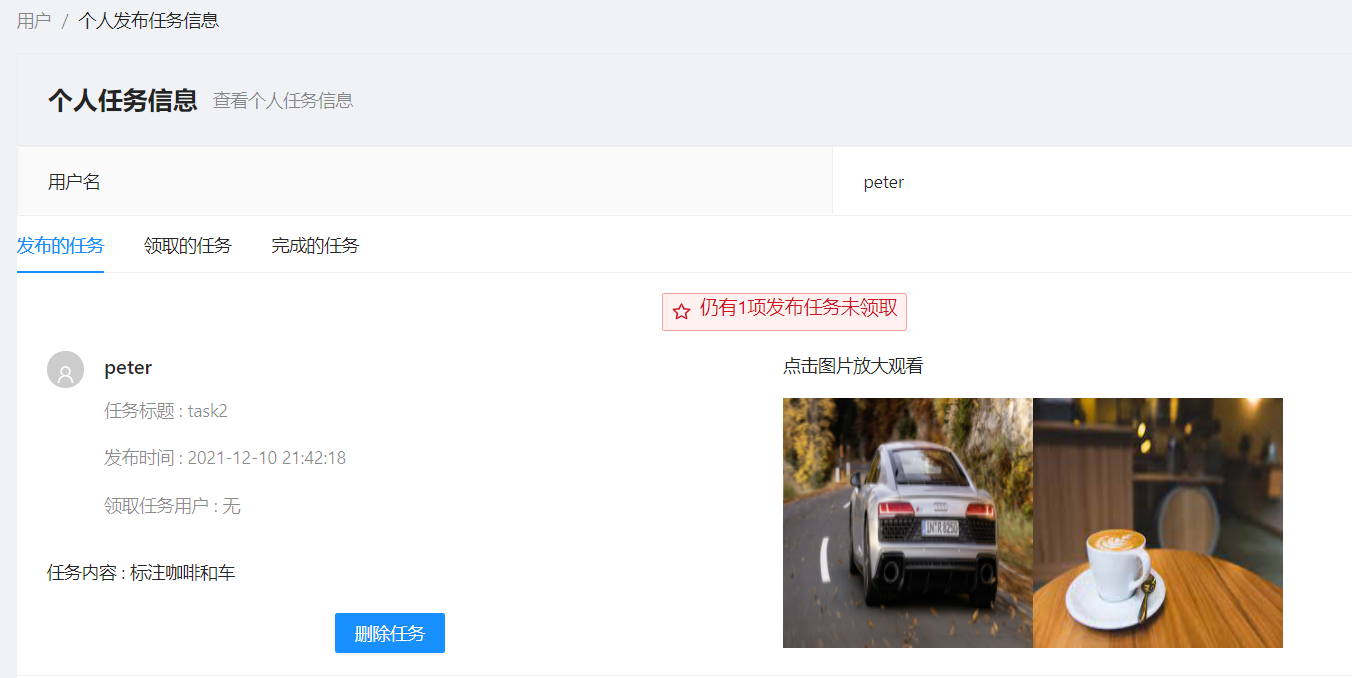 用户 / 个人发布任务信息
个人任务信息 查看个人任务信息
用户名 peter
发布的任务 领取的任务 完成的任务
仍有1项发布任务未领取
peter
任务标题 : task2
发布时间 : 2021-12-10 21:42:18
领取任务用户 : 无
任务内容 : 标注咖啡和车
删除任务
点击图片放大观看